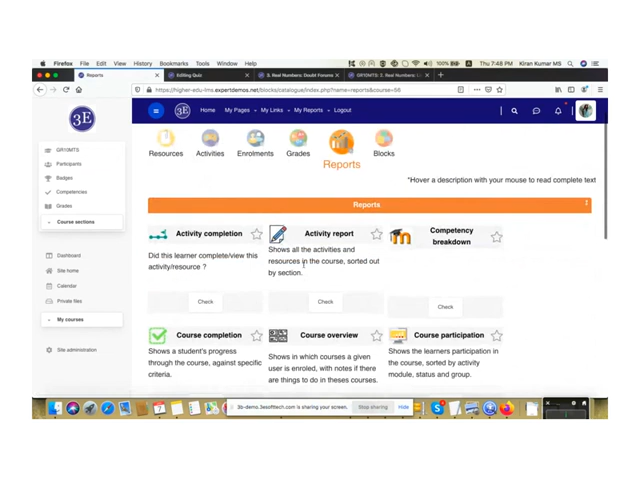 Firefox File Edit View History Bookmarks Tools Window Help 100% Thu 7:48 PM Kiran Kumar MS
Reports Editing Quiz 3. Real Numbers: Doubt Forums GR10MTS: 2. Real Numbers:
https://higher-edu-lms.expertdemos.net/blocks/catalogue/index.php?name=reports&course=56
3E Home My Pages My Links My Reports Logout
3E
Resources Activities Enrolments Grades Reports Blocks
*Hover a description with your mouse to read complete text
GR10MTS
Participants
Badges
Competencies
Grades
Course sections
Dashboard
Site home
Calendar
Private files
My courses
Site administration
Reports
Activity completion
Did this learner complete/view this
activity/resource ?
Check
Activity report
Shows all the activities and
resources in the course, sorted out
by section.
Check
Competency
breakdown
Check
Course completion
Shows a student's progress
through the course, against specific
criteria.
Course overview
Shows in which courses a given
user is enroled, with notes if there
are things to do in theses courses.
Course participation
Shows the learners participation in
the course, sorted by activity
module, status and group.
3b-demo.3esofttech.com is sharing your screen. Stop sharing Hide